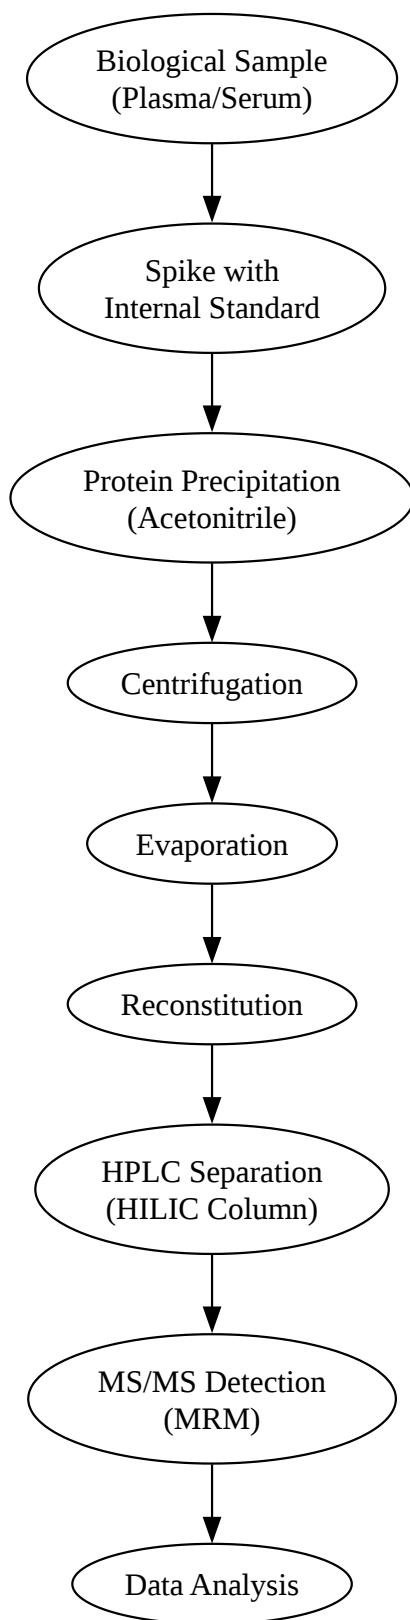 Biological Sample
(Plasma/Serum)
Spike with
Internal Standard
Protein Precipitation
(Acetonitrile)
Centrifugation
Evaporation
Reconstitution
HPLC Separation
(HILIC Column)
MS/MS Detection
(MRM)
Data Analysis